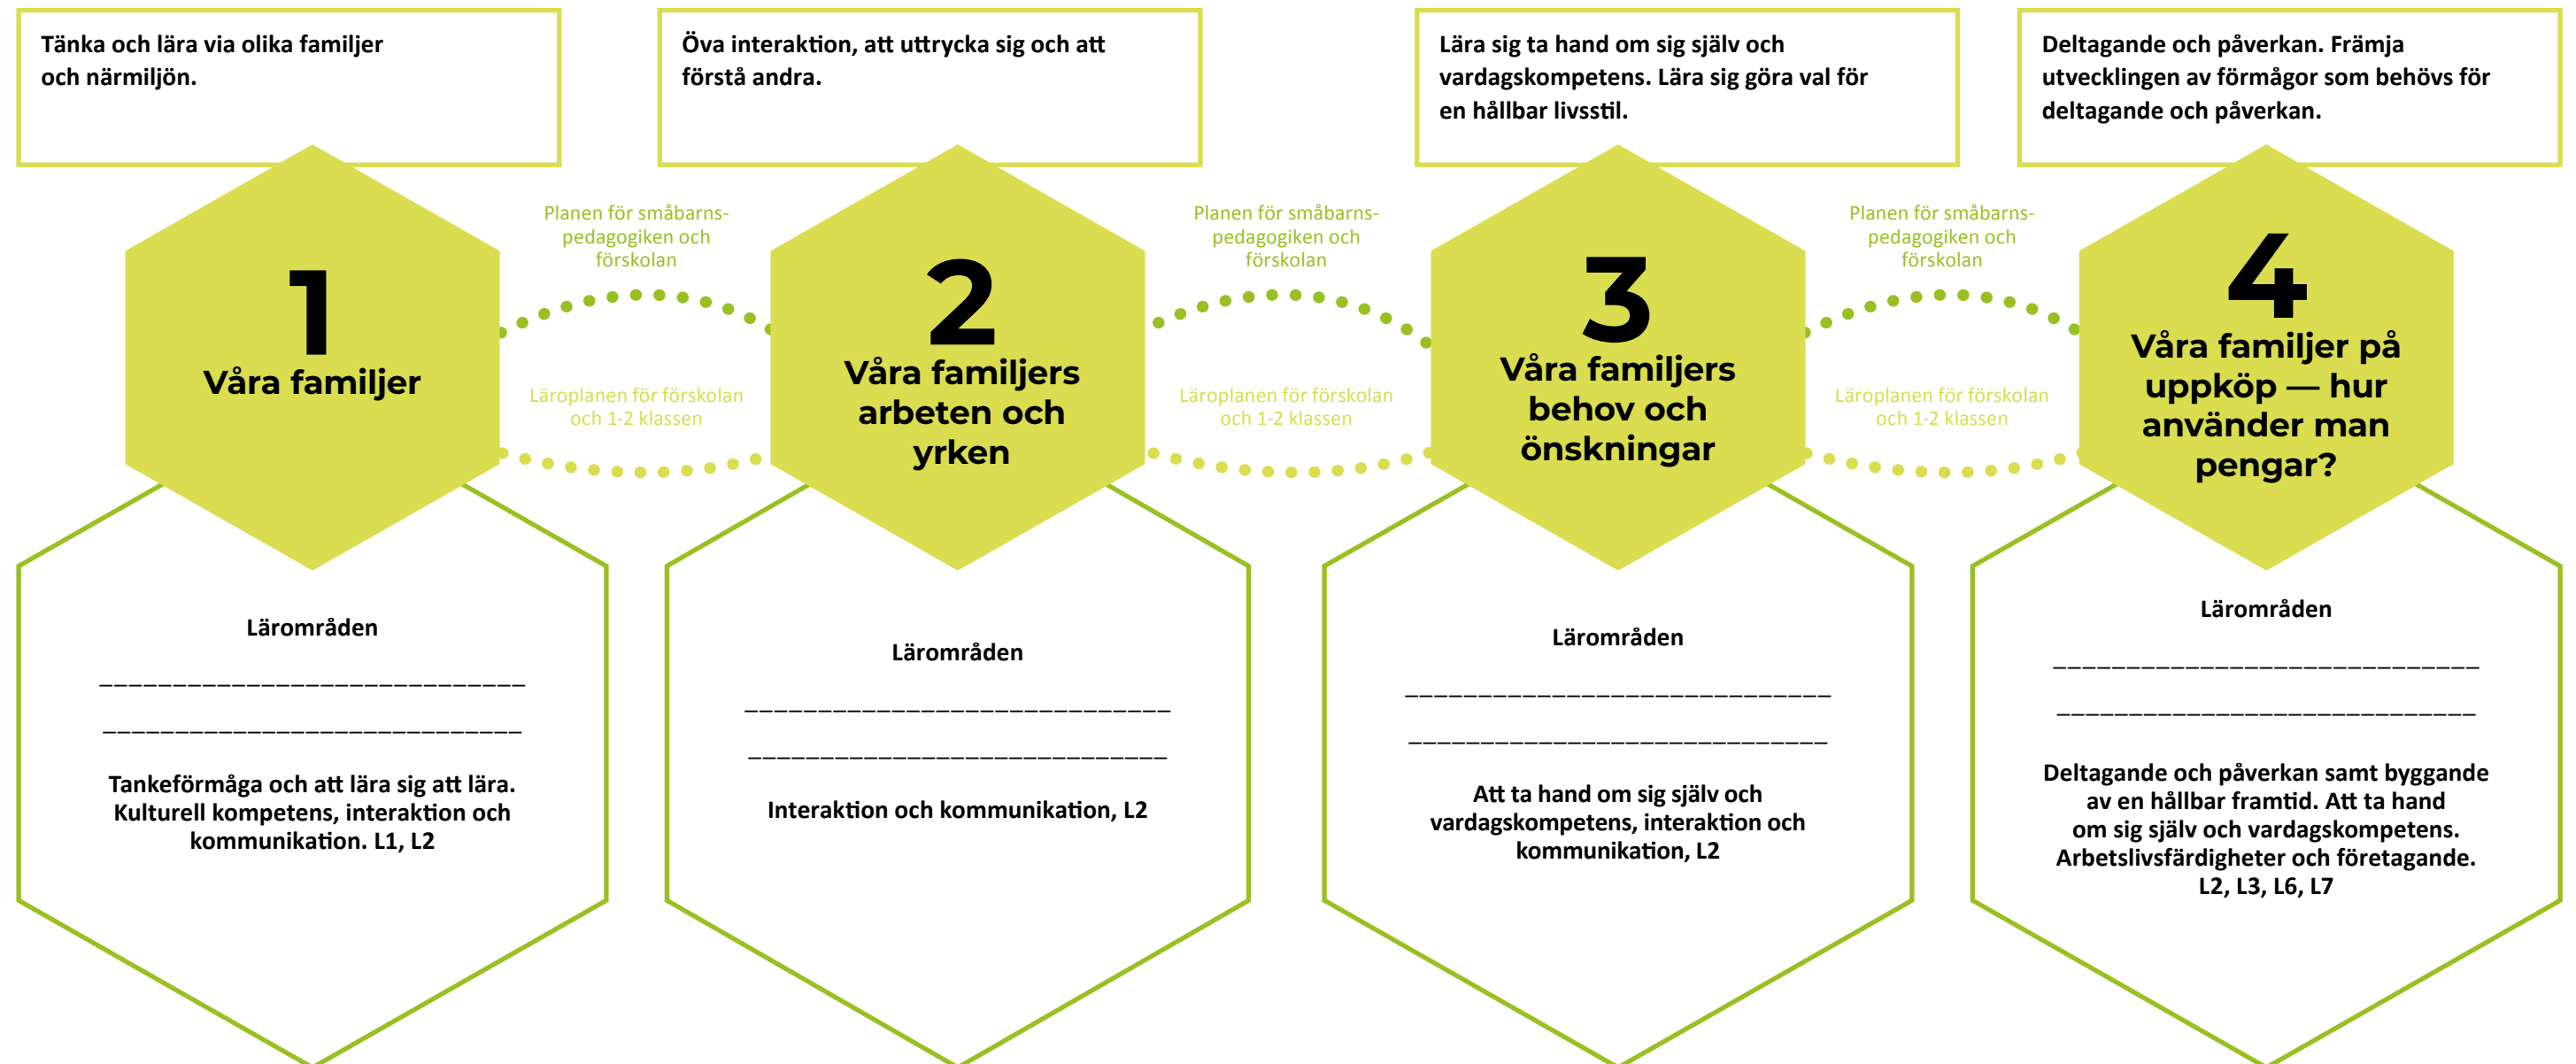 Tänka och lära via olika familjer
och närmiljön.
Öva interaktion, att uttrycka sig och att
förstå andra.
Lära sig ta hand om sig själv och
vardagskompetens. Lära sig göra val för
en hållbar livsstil.
Deltagande och påverkan. Främja
utvecklingen av förmågor som behövs för
deltagande och påverkan.
1
Våra familjer
Planen för småbarns-
pedagogiken och
förskolan
Läroplanen för förskolan
och 1-2 klassen
2
Våra familjers
arbeten och
yrken
Planen för småbarns-
pedagogiken och
förskolan
Läroplanen för förskolan
och 1-2 klassen
3
Våra familjers
behov och
önskningar
Planen för småbarns-
pedagogiken och
förskolan
Läroplanen för förskolan
och 1-2 klassen
4
Våra familjer på
uppköp — hur
använder man
pengar?
Lärområden
_____________________________
_____________________________
Tankeförmåga och att lära sig att lära.
Kulturell kompetens, interaktion och
kommunikation. L1, L2
Lärområden
_____________________________
_____________________________
Interaktion och kommunikation, L2
Lärområden
_____________________________
_____________________________
Att ta hand om sig själv och
vardagskompetens, interaktion och
kommunikation, L2
Lärområden
_____________________________
_____________________________
Deltagande och påverkan samt byggande
av en hållbar framtid. Att ta hand
om sig själv och vardagskompetens.
Arbetslivsfärdigheter och företagande.
L2, L3, L6, L7